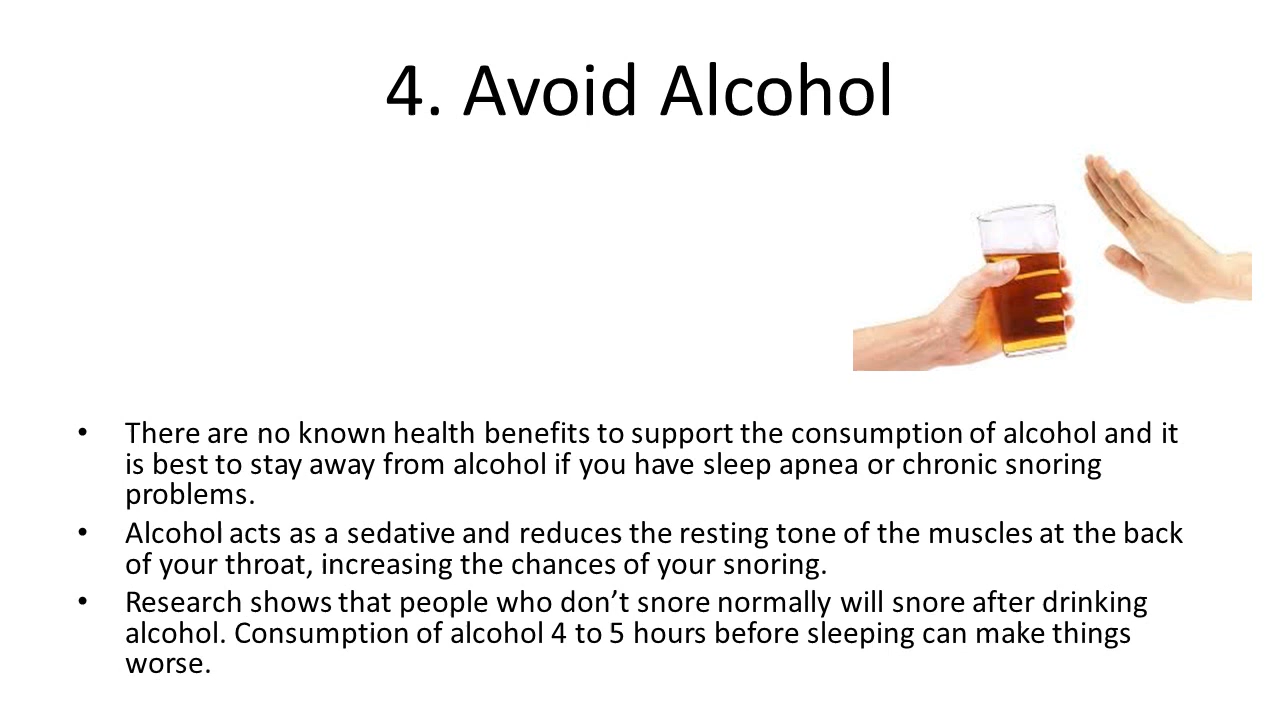 4. Avoid Alcohol
• There are no known health benefits to support the consumption of alcohol and it
is best to stay away from alcohol if you have sleep apnea or chronic snoring
problems.
• Alcohol acts as a sedative and reduces the resting tone of the muscles at the back
of your throat, increasing the chances of your snoring.
• Research shows that people who don’t snore normally will snore after drinking
alcohol. Consumption of alcohol 4 to 5 hours before sleeping can make things
worse.